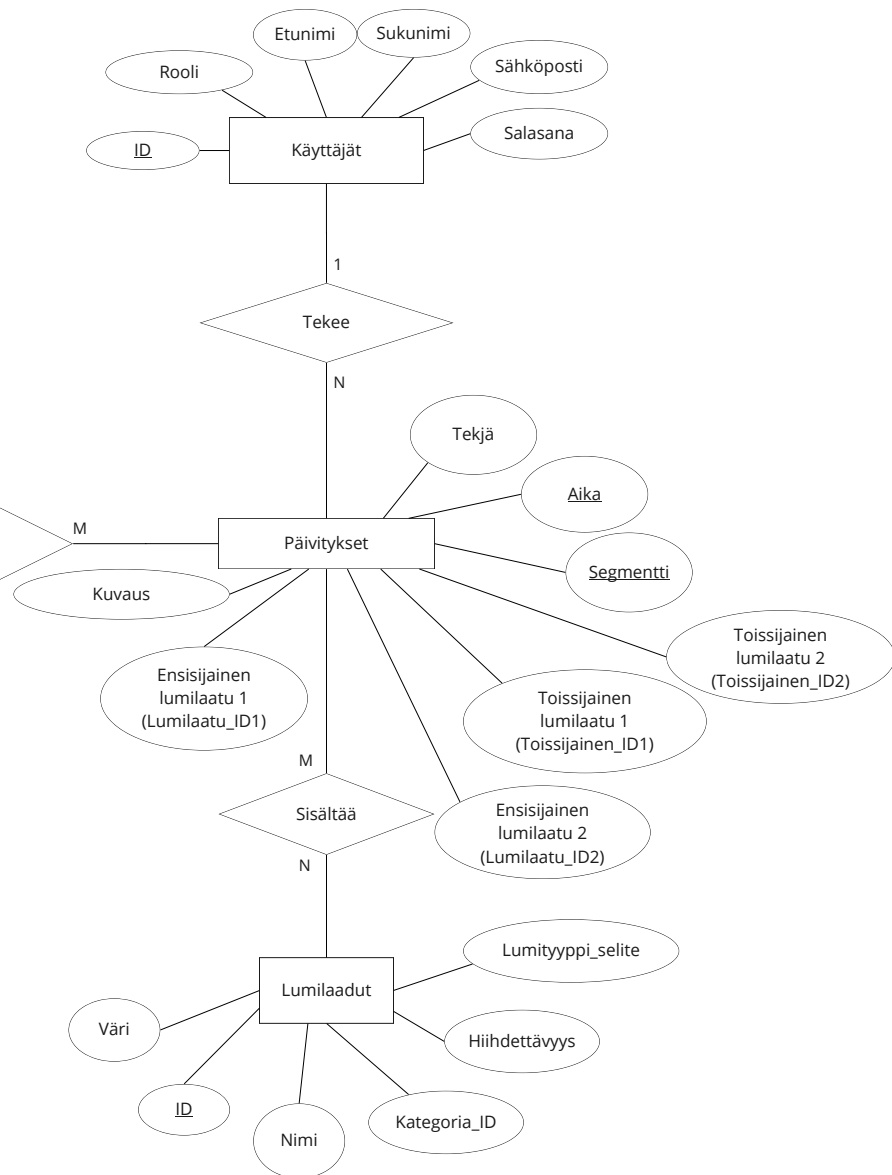 Etunimi
Sukunimi
Rooli
Sähköposti
ID
Käyttäjät
Salasana
1
Tekee
N
Tekjä
Aika
M
Päivitykset
Segmentti
Kuvaus
Toissijainen
lumilaatu 2
(Toissijainen_ID2)
Ensisijainen
lumilaatu 1
(Lumilaatu_ID1)
Toissijainen
lumilaatu 1
(Toissijainen_ID1)
M
Sisältää
Ensisijainen
lumilaatu 2
(Lumilaatu_ID2)
N
Lumityyppi_selite
Lumilaadut
Väri
Hiihdettävyys
ID
Kategoria_ID
Nimi